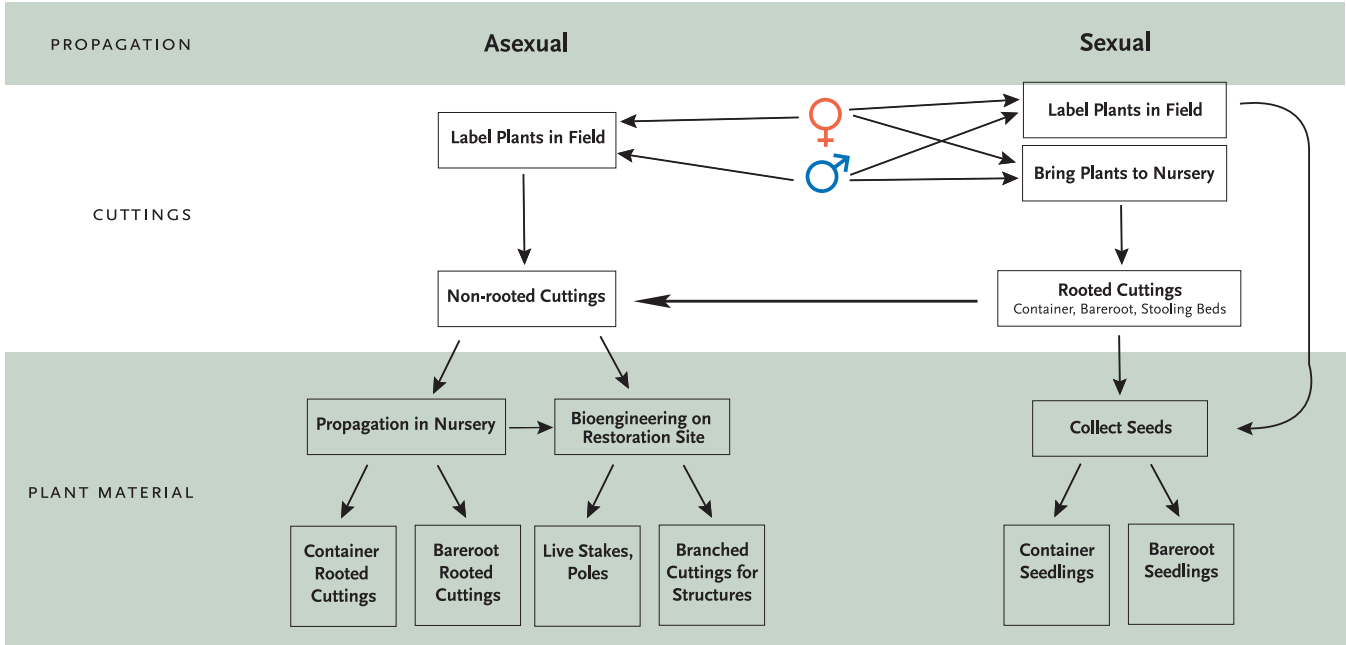 PROPAGATION
Asexual
Sexual
CUTTINGS
Label Plants in Field
Label Plants in Field
Bring Plants to Nursery
Non-rooted Cuttings
Rooted Cuttings
Container, Bareroot, Stooling Beds
PLANT MATERIAL
Propagation in Nursery
Bioengineering on
Restoration Site
Collect Seeds
Container
Rooted
Cuttings
Bareroot
Rooted
Cuttings
Live Stakes,
Poles
Branched
Cuttings for
Structures
Container
Seedlings
Bareroot
Seedlings